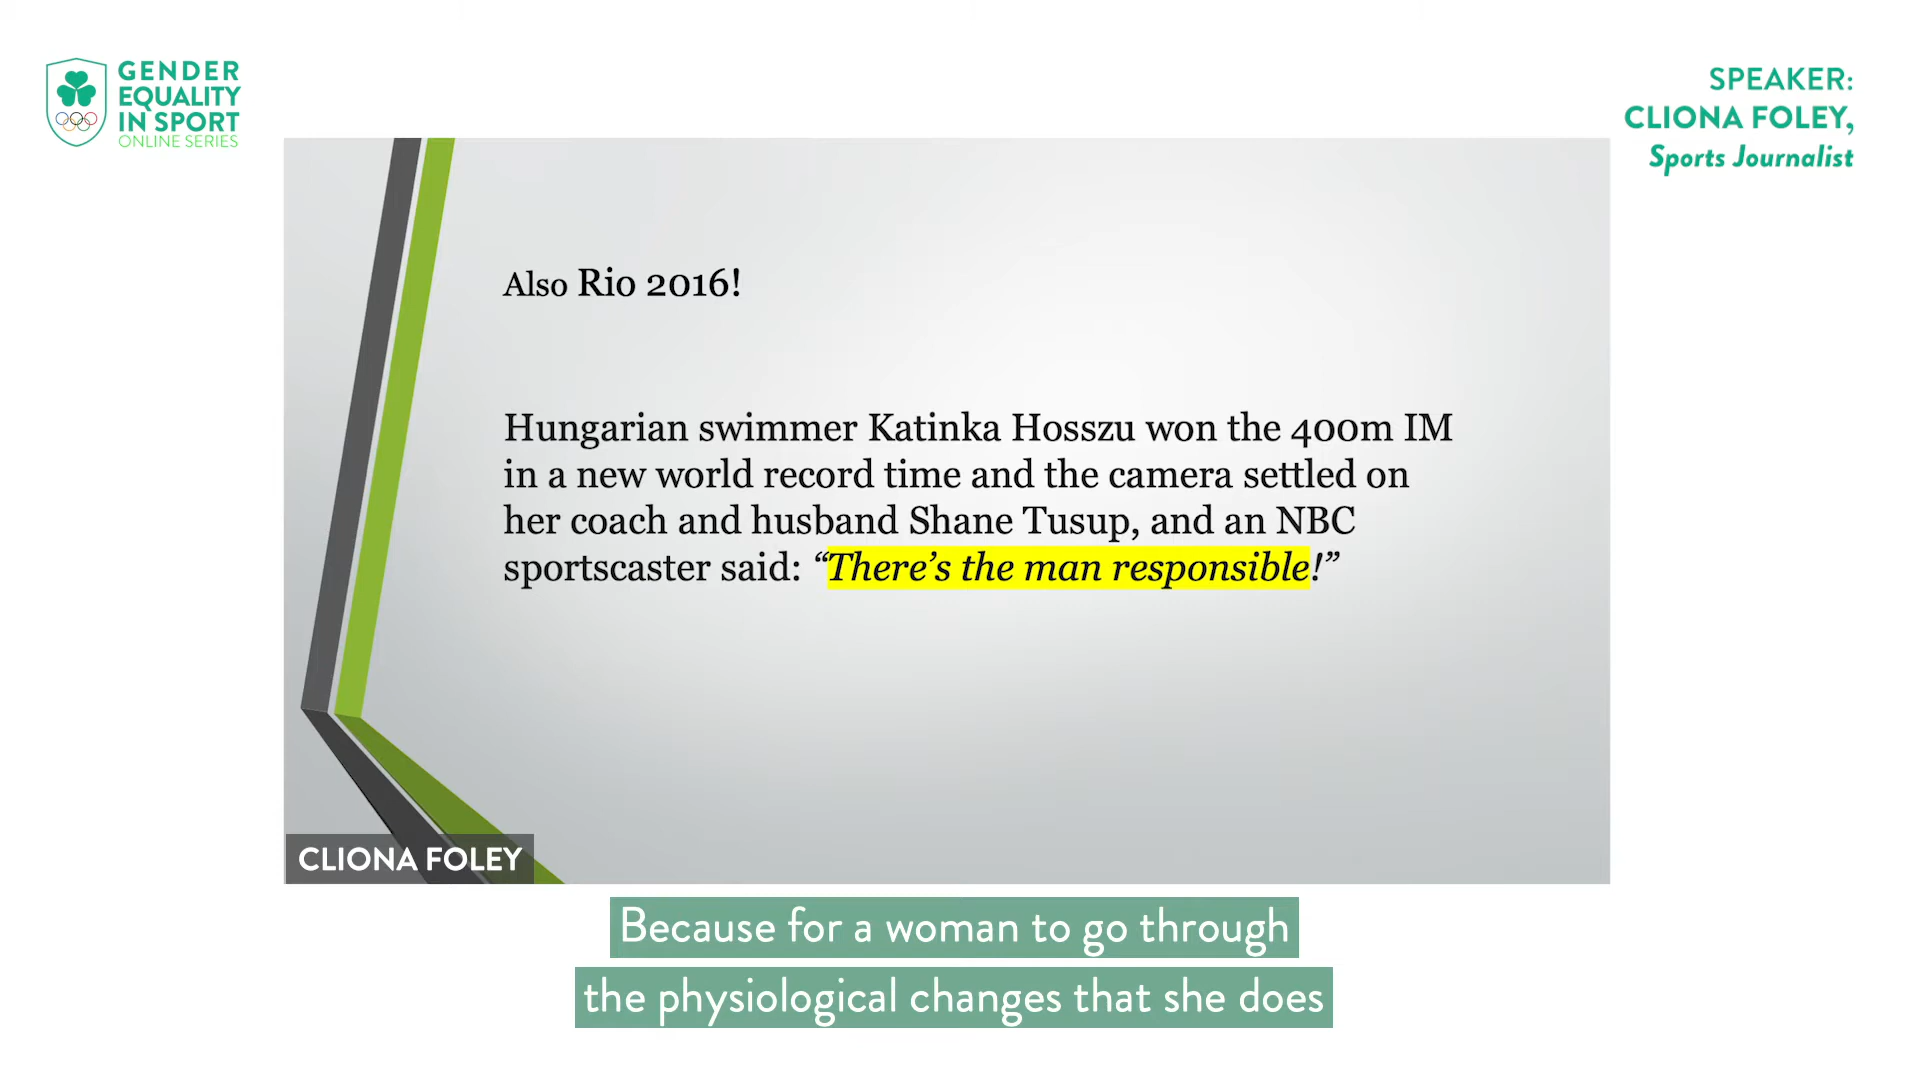 GENDER
EQUALITY
IN SPORT
ONLINE SERIES
SPEAKER:
CLIONA FOLEY,
Sports Journalist
Also Rio 2016!
Hungarian swimmer Katinka Hosszu won the 400m IM
in a new world record time and the camera settled on
her coach and husband Shane Tusup, and an NBC
sportscaster said: “There’s the man responsible!”
CLIONA FOLEY
Because for a woman to go through
the physiological changes that she does